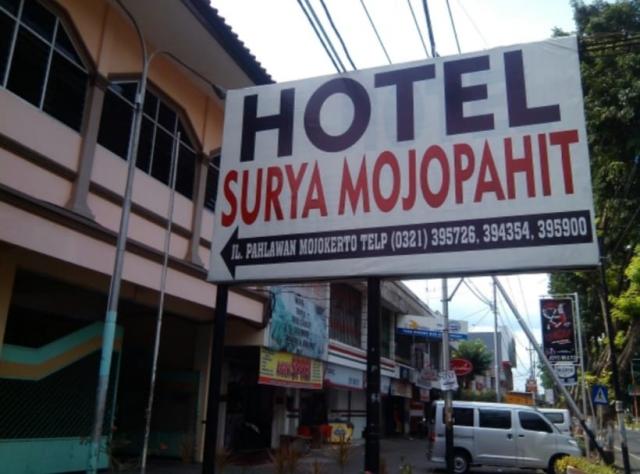 HOTEL
SURYA MOJOPAHIT
JL. PAHLAWAN MOJOKERTO TELP (0321) 395726, 394354, 395900